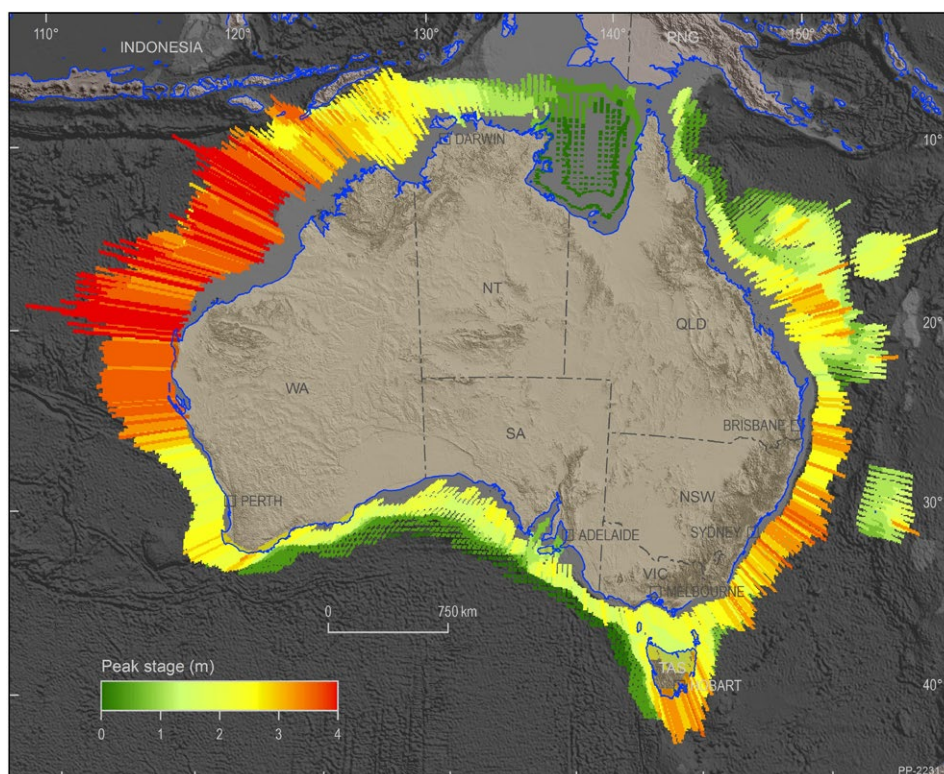 110°
120°
130°
140°
150°
INDONESIA
PNG
DARWIN
10°
NT
QLD
20°
WA
SA
BRISBANE
NSW
PERTH
30°
ADELAIDE
SYDNEY
VIC
MELBOURNE
0 750 km
Peak stage (m)
TAS
HOBART
40°
0 1 2 3 4